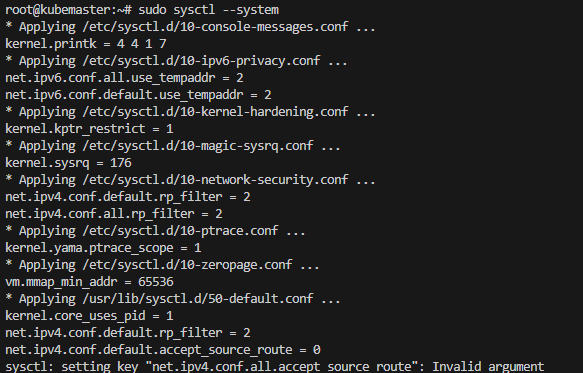 root@kubemaster:~# sudo sysctl --system
* Applying /etc/sysctl.d/10-console-messages.conf ...
kernel.printk = 4 4 1 7
* Applying /etc/sysctl.d/10-ipv6-privacy.conf ...
net.ipv6.conf.all.use_tempaddr = 2
net.ipv6.conf.default.use_tempaddr = 2
* Applying /etc/sysctl.d/10-kernel-hardening.conf ...
kernel.kptr_restrict = 1
* Applying /etc/sysctl.d/10-magic-sysrq.conf ...
kernel.sysrq = 176
* Applying /etc/sysctl.d/10-network-security.conf ...
net.ipv4.conf.default.rp_filter = 2
net.ipv4.conf.all.rp_filter = 2
* Applying /etc/sysctl.d/10-ptrace.conf ...
kernel.yama.ptrace_scope = 1
* Applying /etc/sysctl.d/10-zeropage.conf ...
vm.mmap_min_addr = 65536
* Applying /usr/lib/sysctl.d/50-default.conf ...
kernel.core_uses_pid = 1
net.ipv4.conf.default.rp_filter = 2
net.ipv4.conf.default.accept_source_route = 0
sysctl: setting key "net.ipv4.conf.all.accept_source_route": Invalid argument